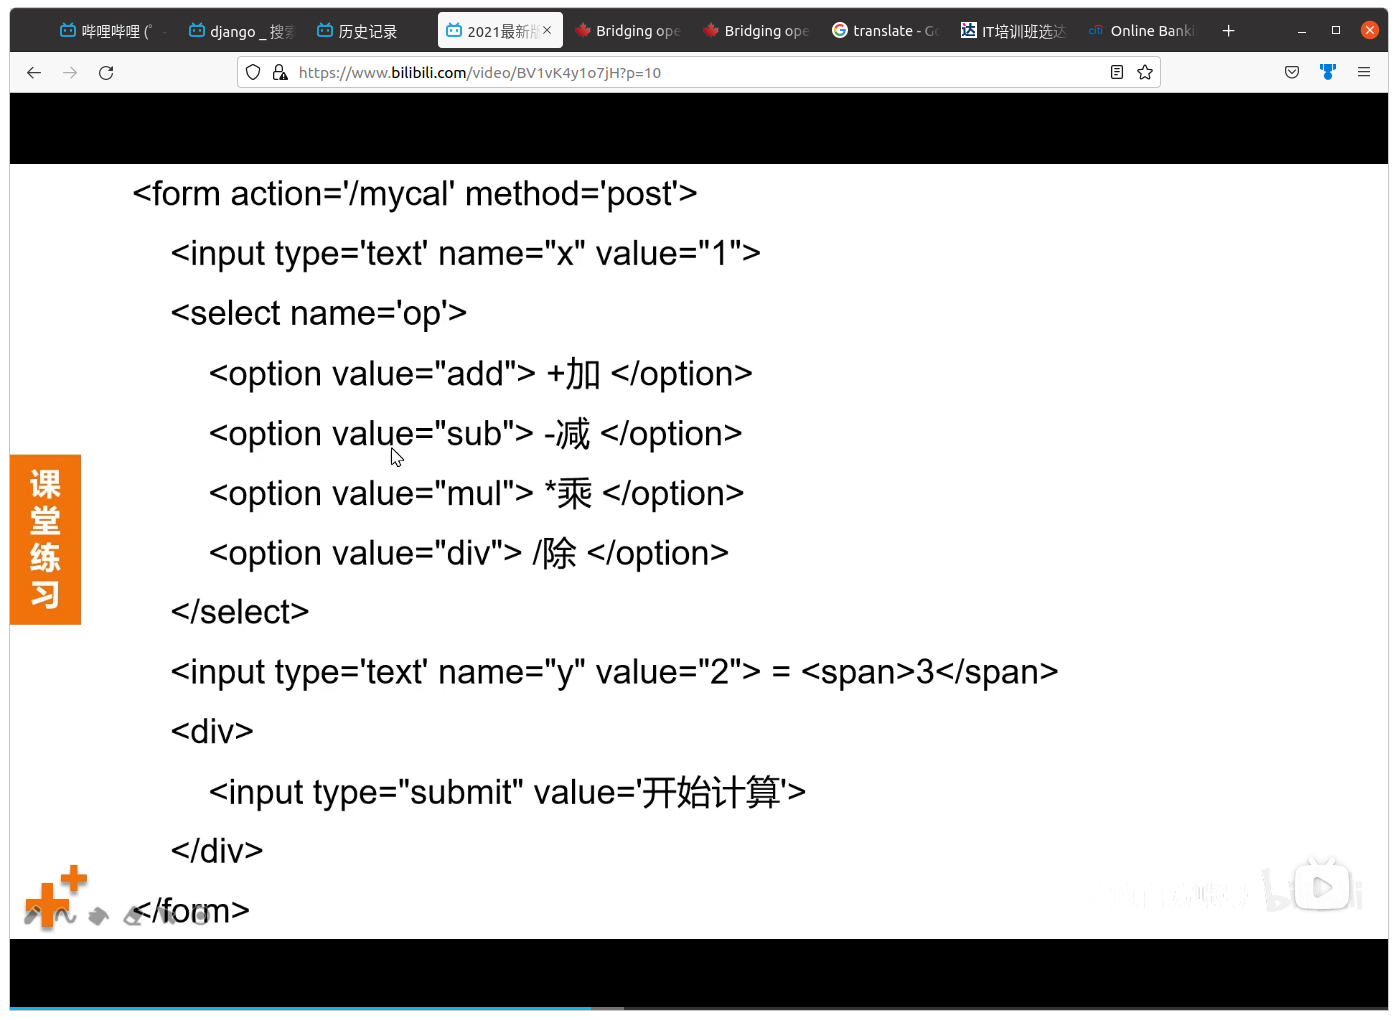 哔哩哔哩 (゜-
django _ 搜索
历史记录
2021最新版
Bridging ope
Bridging ope
translate - Go
IT培训班选达
Online Banki
https://www.bilibili.com/video/BV1vK4y1o7jH?p=10
<form action='/mycal' method='post'>
<input type='text' name="x" value="1">
<select name='op'>
<option value="add"> +加 </option>
<option value="sub"> -减 </option>
<option value="mul"> *乘 </option>
<option value="div"> /除 </option>
</select>
<input type='text' name="y" value="2"> = <span>3</span>
<div>
<input type="submit" value='开始计算'>
</div>
</form>
课堂练习